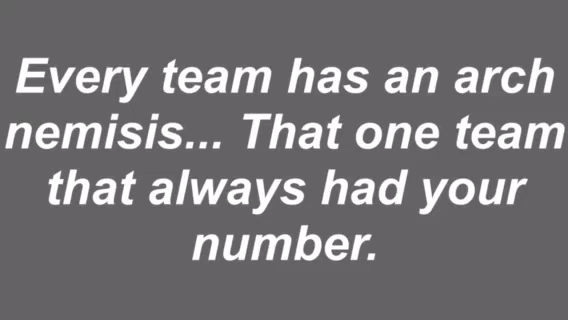 Every team has an arch
nemisis... That one team
that always had your
number.